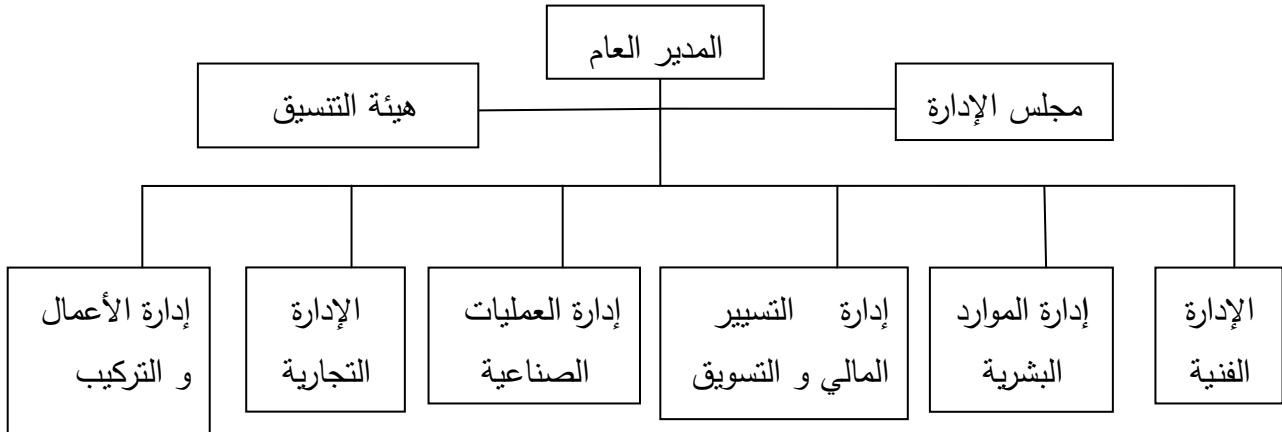 المدير العام
مجلس الإدارة
هيئة التنسيق
الإدارة
الفنية
إدارة الموارد
البشرية
إدارة التسيير
المالي و التسويق
إدارة العمليات
الصناعية
الإدارة
التجارية
إدارة الأعمال
و التركيب